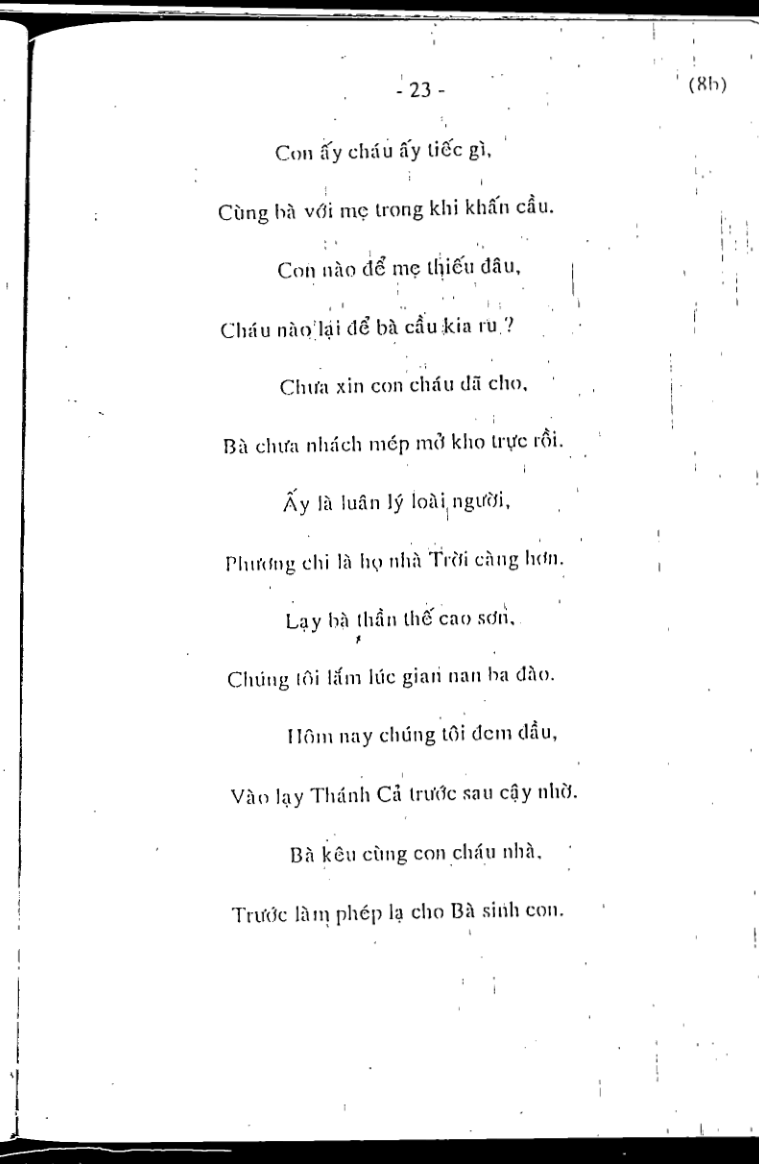 - 23 -
(8b)
Con ấy cháu ấy tiếc gì,
Cùng bà với mẹ trong khi khấn cầu.
Con nào để mẹ thiếu đâu,
Cháu nào lại để bà cầu kia ru ?
Chưa xin con cháu đã cho,
Bà chưa nhách mép mở kho trực rồi.
Ấy là luân lý loài người,
Phương chi là họ nhà Trời càng hơn.
Lạy bà thần thế cao sơn,
Chúng tôi lắm lúc gian nan ba đào.
Hôm nay chúng tôi đem đầu,
Vào lạy Thánh Cả trước sau cậy nhờ.
Bà kêu cùng con cháu nhà,
Trước làm phép lạ cho Bà sinh con.